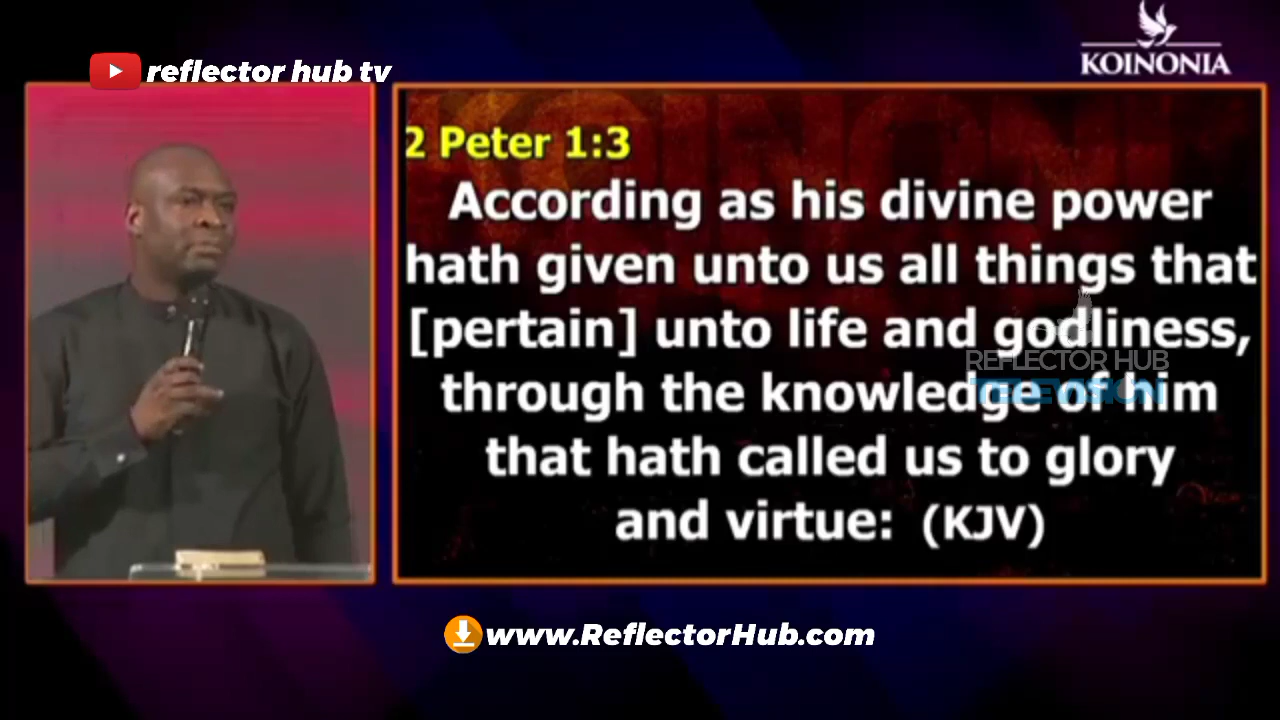 reflector hub tv
KOINONIA
2 Peter 1:3
According as his divine power
hath given unto us all things that
[pertain] unto life and godliness,
through the knowledge of him
that hath called us to glory
and virtue: (KJV)
REFLECTOR HUB
TELEVISION
www.ReflectorHub.com